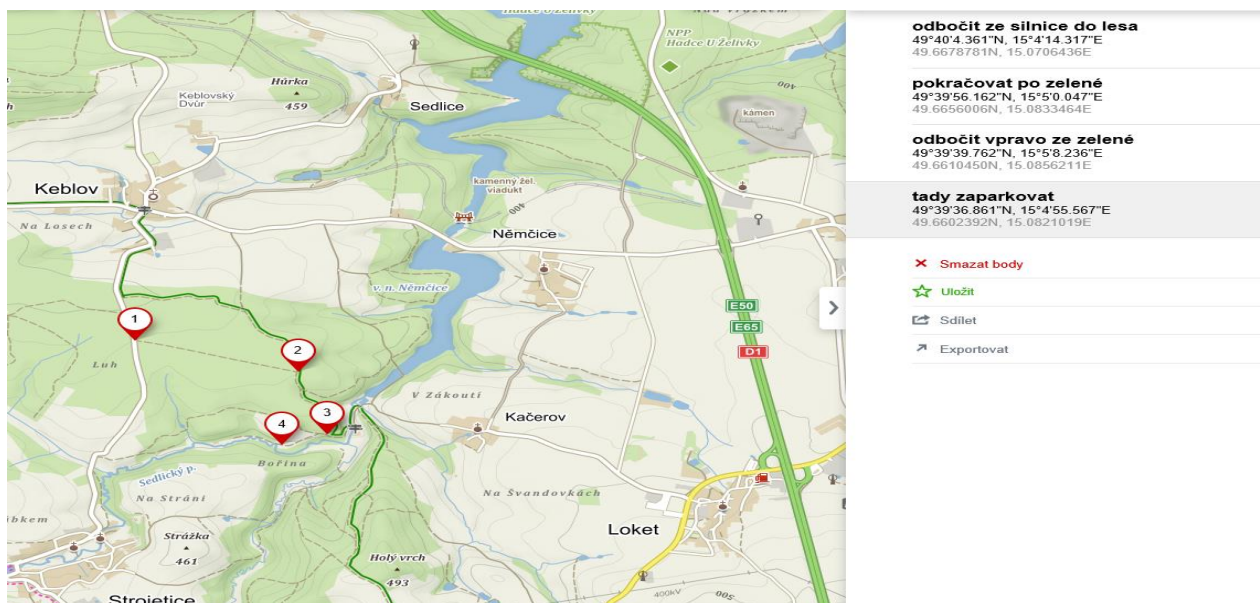 Hadce U Želivky
NPP
Hadce U Želivky
400
Keblovský
Dvůr
Hůrka
459
Sedlice
kámen
Keblov
kamenný žel.
viadukt
400
Na Losech
Němčice
v. n. Němčice
E50
E65
D1
1
2
Luh
V Zákoutí
3
4
Kačerov
Bořina
Sedlický p.
Na Stráni
Na Švandovkách
Loket
Strážka
461
Holý vrch
493
400kV
500
Strojetice
odbočit ze silnice do lesa
49°40'4.361"N, 15°4'14.317"E
49.6678781N, 15.0706436E
pokračovat po zelené
49°39'56.162"N, 15°5'0.047"E
49.6656006N, 15.0833464E
odbočit vpravo ze zelené
49°39'39.762"N, 15°5'8.236"E
49.6610450N, 15.0856211E
tady zaparkovat
49°39'36.861"N, 15°4'55.567"E
49.6602392N, 15.0821019E
Smazat body
Uložit
Sdílet
Exportovat